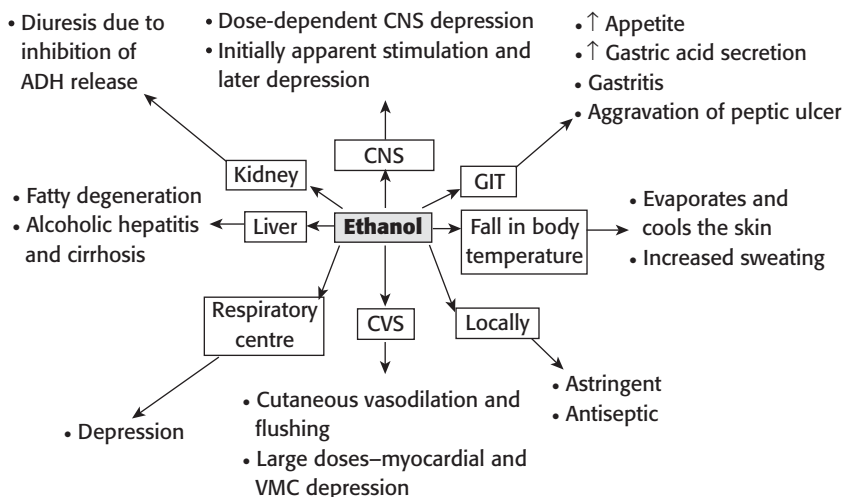 • Diuresis due to
inhibition of
ADH release
• Dose-dependent CNS depression
• Initially apparent stimulation and
later depression
• ↑ Appetite
• ↑ Gastric acid secretion
• Gastritis
• Aggravation of peptic ulcer
CNS
Kidney
GIT
• Fatty degeneration
• Alcoholic hepatitis
and cirrhosis
Liver
Ethanol
Fall in body
temperature
• Evaporates and
cools the skin
• Increased sweating
Respiratory
centre
CVS
Locally
• Depression
• Cutaneous vasodilation and
flushing
• Large doses–myocardial and
VMC depression
• Astringent
• Antiseptic